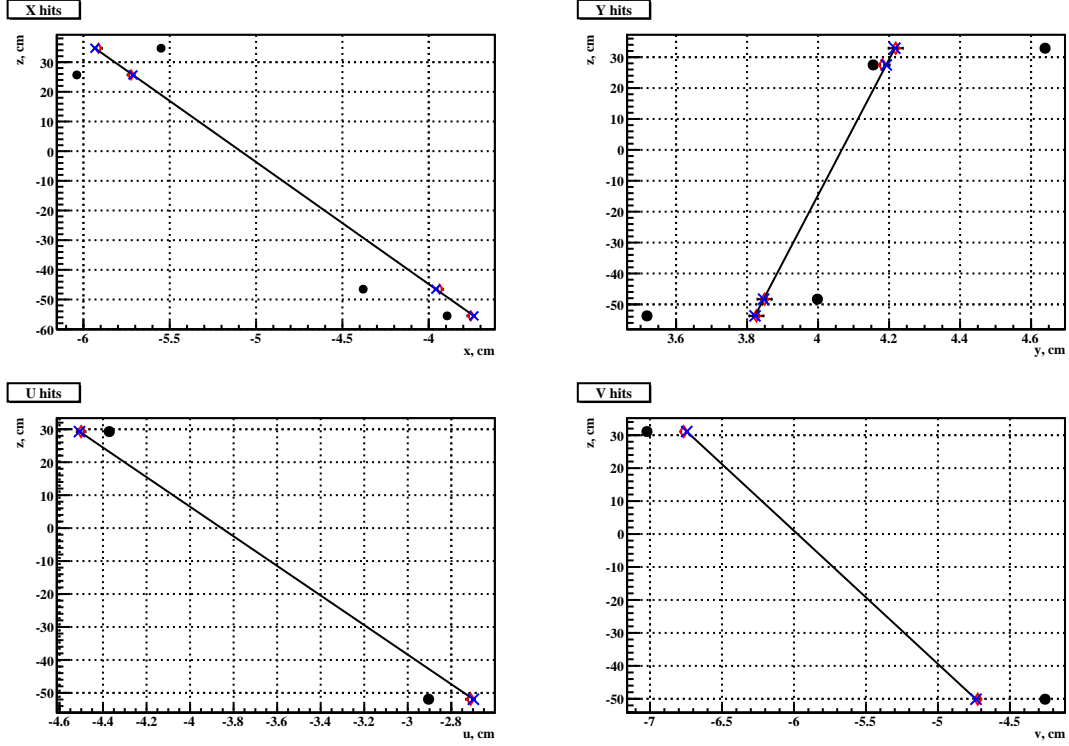 X hits
z, cm
30
20
10
0
-10
-20
-30
-40
-50
-60
-6 -5.5 -5 -4.5 -4
x, cm
Y hits
z, cm
30
20
10
0
-10
-20
-30
-40
-50
3.6 3.8 4 4.2 4.4 4.6
y, cm
U hits
z, cm
30
20
10
0
-10
-20
-30
-40
-50
-4.6 -4.4 -4.2 -4 -3.8 -3.6 -3.4 -3.2 -3 -2.8
u, cm
V hits
z, cm
30
20
10
0
-10
-20
-30
-40
-50
-7 -6.5 -6 -5.5 -5 -4.5
v, cm